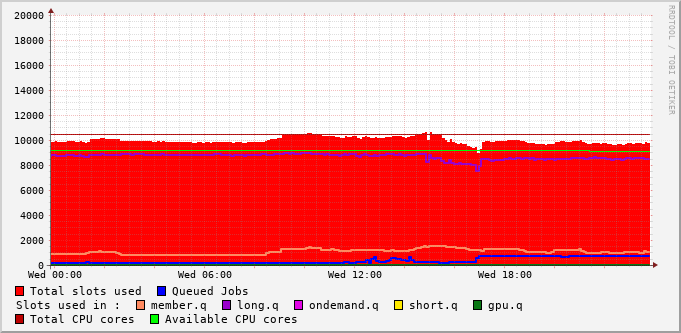 20000
18000
16000
14000
12000
10000
8000
6000
4000
2000
0
Wed 00:00 Wed 06:00 Wed 12:00 Wed 18:00
Total slots used Queued Jobs
Slots used in : member.q long.q ondemand.q short.q gpu.q
Total CPU cores Available CPU cores
RRDTOOL / TOBI OETIKER